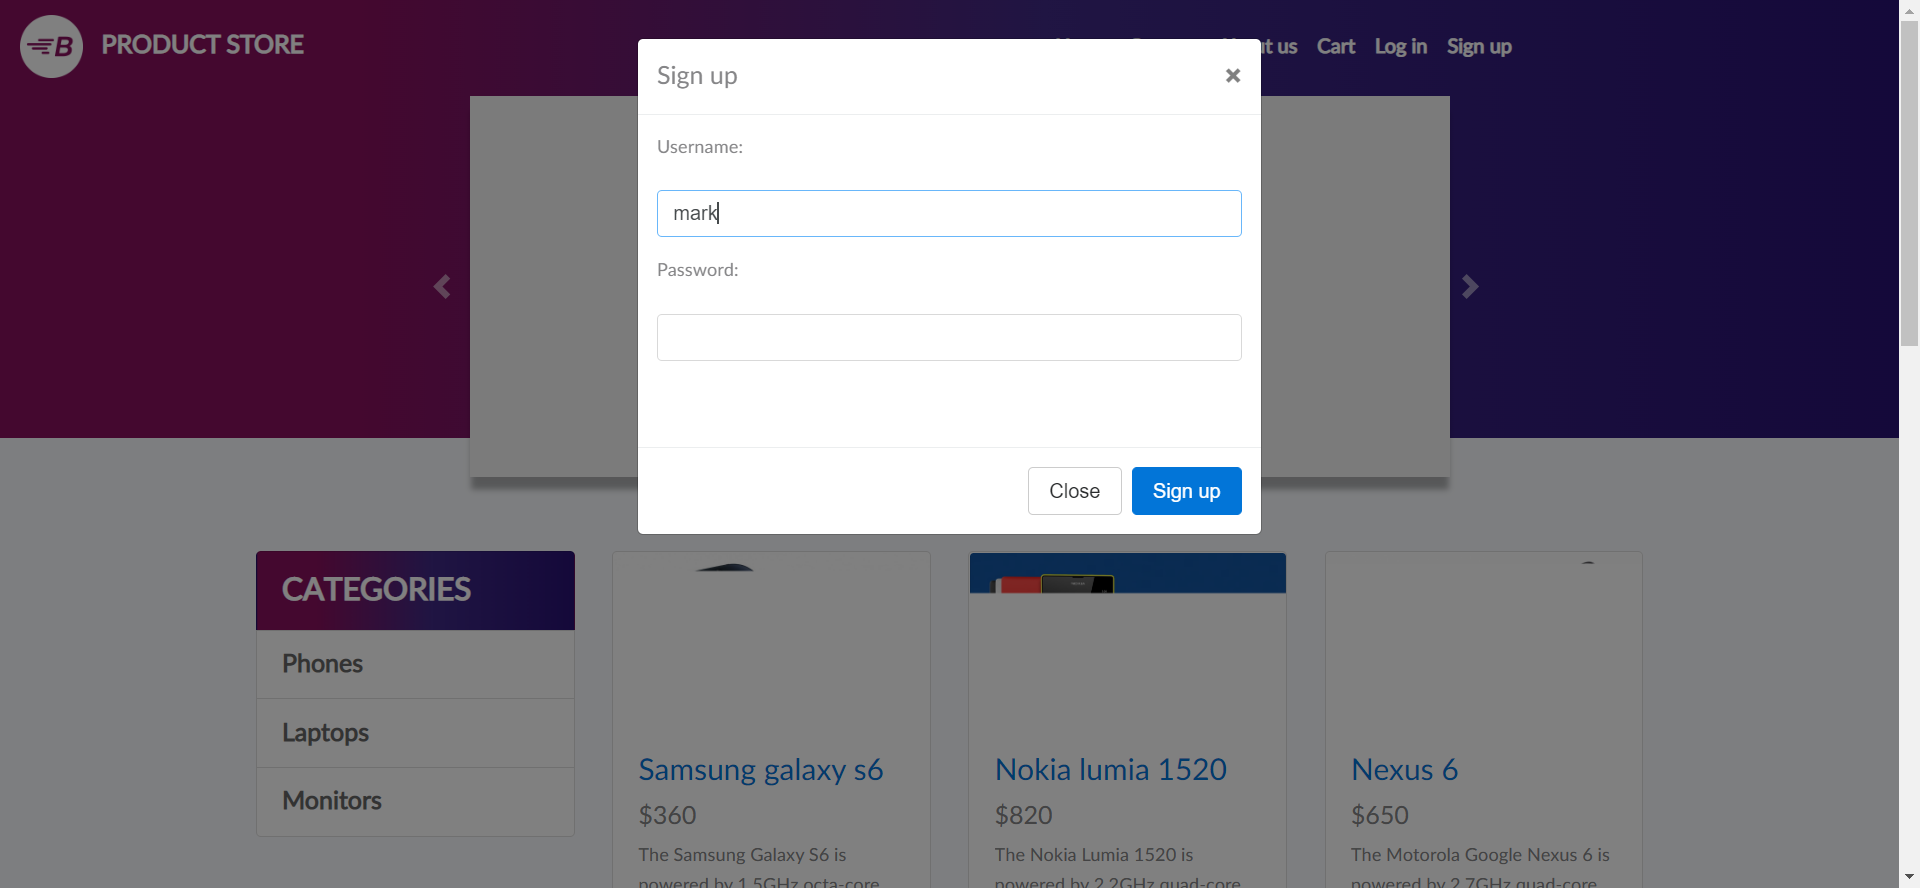 B PRODUCT STORE
t us Cart Log in Sign up
Sign up
×
Username:
mark
Password:
Close Sign up
CATEGORIES
Phones
Laptops
Monitors
Samsung galaxy s6
$360
The Samsung Galaxy S6 is
powered by 1.5GHz octa-core
Nokia lumia 1520
$820
The Nokia Lumia 1520 is
powered by 2.2GHz quad-core
Nexus 6
$650
The Motorola Google Nexus 6 is
powered by 2.7GHz quad-core